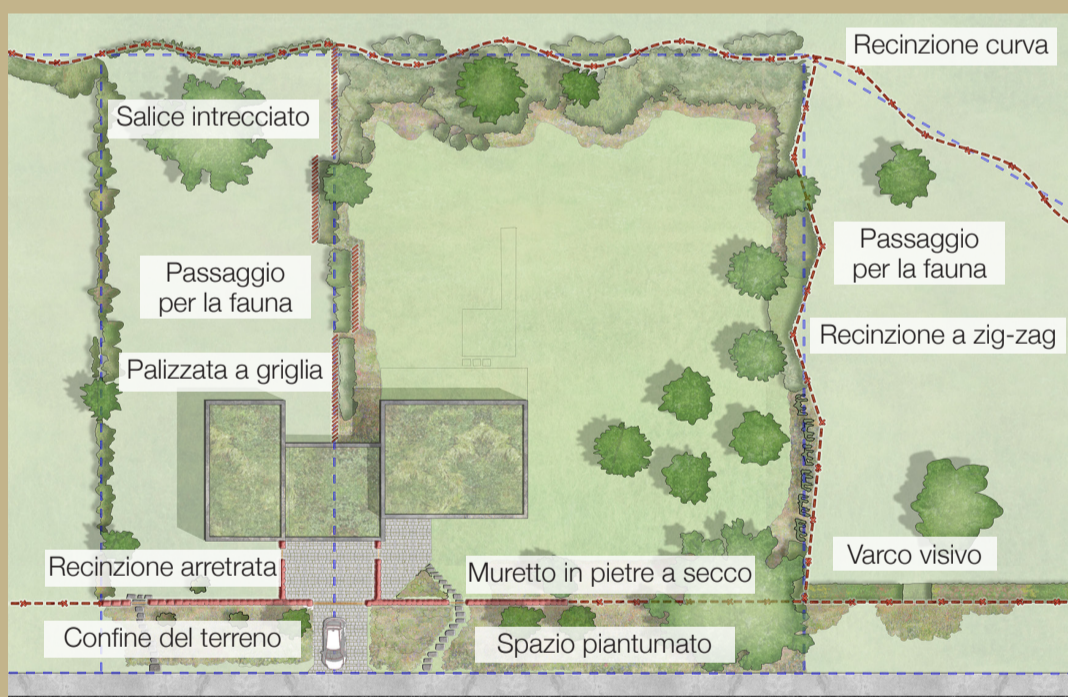 Recinzione curva
Salice intrecciato
Passaggio
per la fauna
Passaggio
per la fauna
Recinzione a zig-zag
Palizzata a griglia
Varco visivo
Recinzione arretrata
Muretto in pietre a secco
Confine del terreno
Spazio piantumato